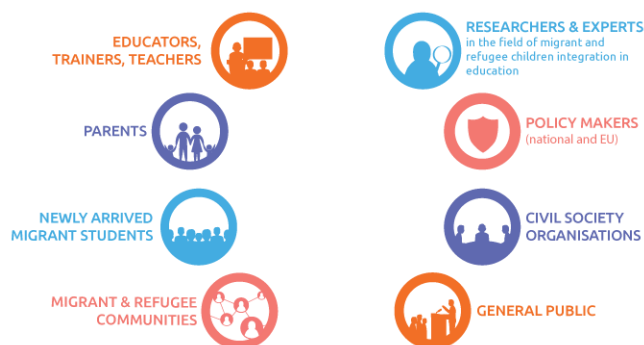 EDUCATORS,
TRAINERS, TEACHERS
PARENTS
NEWLY ARRIVED
MIGRANT STUDENTS
MIGRANT & REFUGEE
COMMUNITIES
RESEARCHERS & EXPERTS
in the field of migrant and
refugee children integration in
education
POLICY MAKERS
(national and EU)
CIVIL SOCIETY
ORGANISATIONS
GENERAL PUBLIC